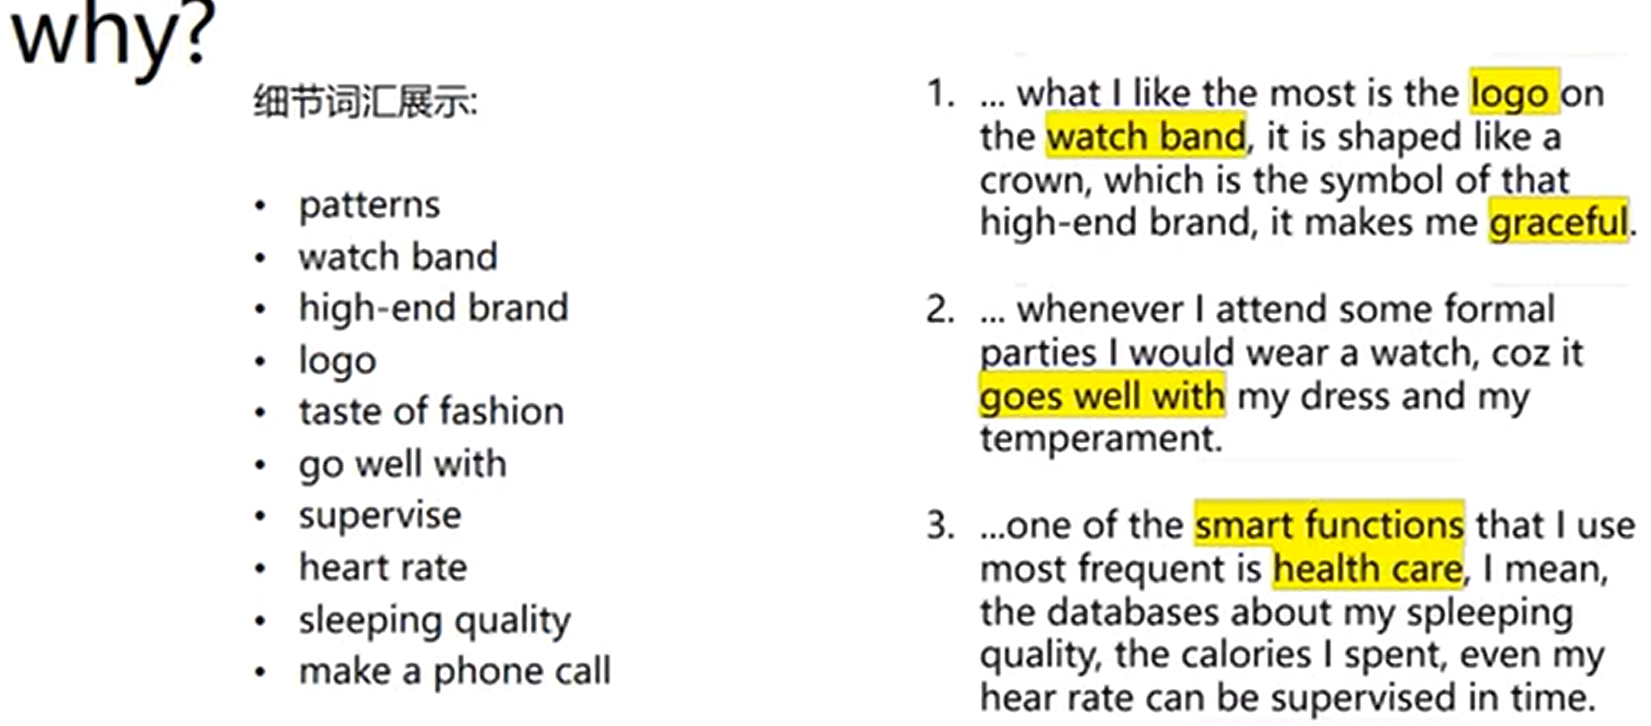 why?
细节词汇展示:
• patterns
• watch band
• high-end brand
• logo
• taste of fashion
• go well with
• supervise
• heart rate
• sleeping quality
• make a phone call
1. ... what I like the most is the logo on
the watch band, it is shaped like a
crown, which is the symbol of that
high-end brand, it makes me graceful.
2. ... whenever I attend some formal
parties I would wear a watch, coz it
goes well with my dress and my
temperament.
3. ...one of the smart functions that I use
most frequent is health care, I mean,
the databases about my spleeping
quality, the calories I spent, even my
hear rate can be supervised in time.